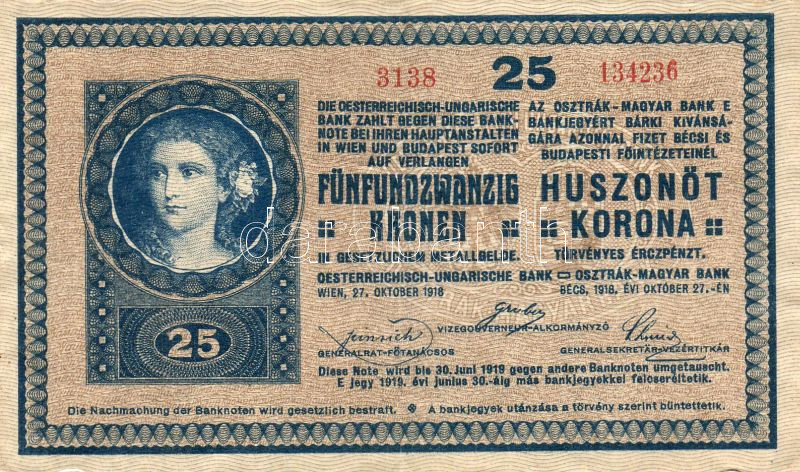 3138 25 134236
DIE OESTERREICHISCH-UNGARISCHE
BANK ZAHLT GEGEN DIESE BANK-
NOTE BEI IHREN HAUPTANSTALTEN
IN WIEN UND BUDAPEST SOFORT
AUF VERLANGEN
FÜNFUNDZWANZIG
KRONEN
IN GESETZLICHEM METALLGELDE.
AZ OSZTRÁK-MAGYAR BANK E
BANKJEGYÉRT BÁRKI KIVÁNSÁ-
GÁRA AZONNAL FIZET BÉCSI ÉS
BUDAPESTI FŐINTÉZETEINÉL
HUSZONÖT
KORONA
TÖRVÉNYES ÉRCZPÉNZT.
OESTERREICHISCH-UNGARISCHE BANK OSZTRÁK-MAGYAR BANK
WIEN, 27. OKTOBER 1918 BÉCS, 1918. ÉVI OKTÓBER 27.-ÉN
VIZEGOUVERNEUR-ALKORMÁNYZÓ
GENERALRAT-FŐTANÁCSOS GENERALSEKRETÄR-VEZÉRTITKÁR
25
Diese Note wird bis 30. Juni 1919 gegen andere Banknoten umgetauscht.
E jegy 1919. évi junius 30.-áig más bankjegyekkel felcseréltetik.
Die Nachmachung der Banknoten wird gesetzlich bestraft. A bankjegyek utánzása a törvény szerint büntettetik.
darabanth